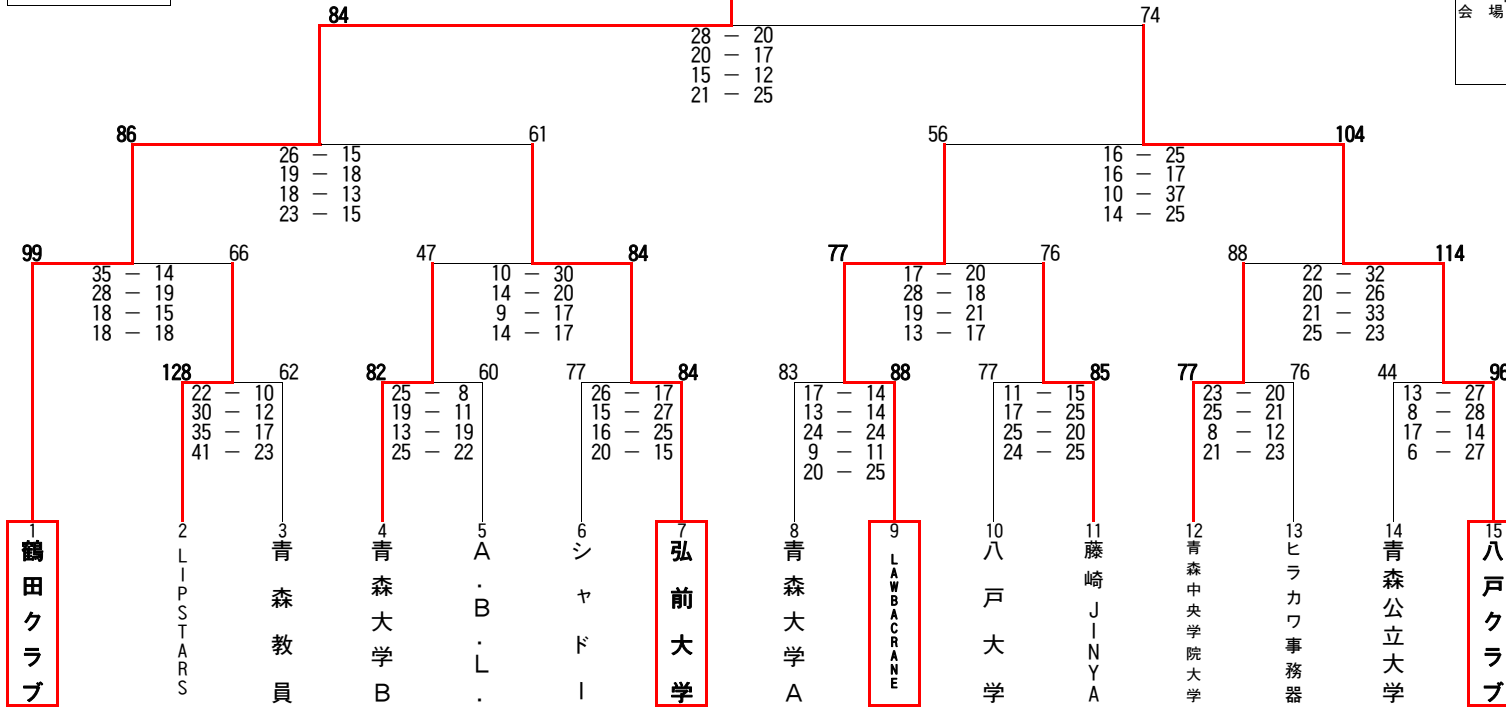 84 74
会 場
28 － 20
20 － 17
15 － 12
21 － 25
86 61 56 104
26 － 15 16 － 25
19 － 18 16 － 17
18 － 13 10 － 37
23 － 15 14 － 25
99 66 47 84 77 76 88 114
35 － 14 10 － 30 17 － 20 22 － 32
28 － 19 14 － 20 28 － 18 20 － 26
18 － 15 9 － 17 19 － 21 21 － 33
18 － 18 14 － 17 13 － 17 25 － 23
128 62 82 60 77 84 83 88 77 85 77 76 44 96
22 － 10 25 － 8 26 － 17 17 － 14 11 － 15 23 － 20 13 － 27
30 － 12 19 － 11 15 － 27 13 － 14 17 － 25 25 － 21 8 － 28
35 － 17 13 － 19 16 － 25 24 － 24 25 － 20 8 － 12 17 － 14
41 － 23 25 － 22 20 － 15 9 － 11 24 － 25 21 － 23 6 － 27
20 － 25
1 2 3 4 5 6 7 8 9 10 11 12 13 14 15
鶴田クラブ
LIPSTARS
青森教員
青森大学B
A.B.L.
シャドー
弘前大学
青森大学A
LAWBACRANE
八戸大学
藤崎JINYA
青森中央学院大学
ヒラカワ事務器
青森公立大学
八戸クラブ